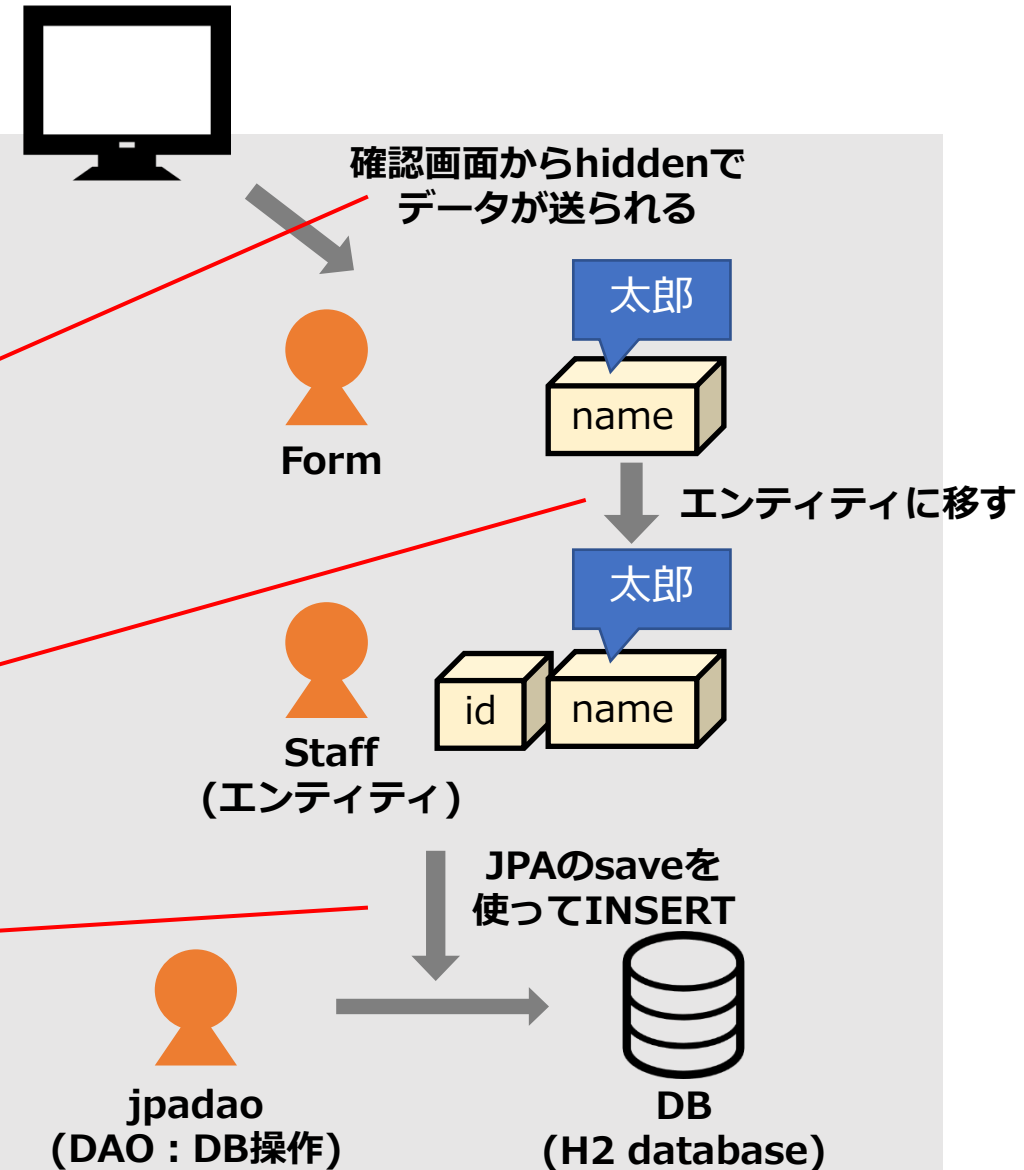 確認画面からhiddenで
データが送られる
太郎
name
Form
エンティティに移す
太郎
id
name
Staff
(エンティティ)
JPAのsaveを
使ってINSERT
jpadao
(DAO：DB操作)
DB
(H2 database)